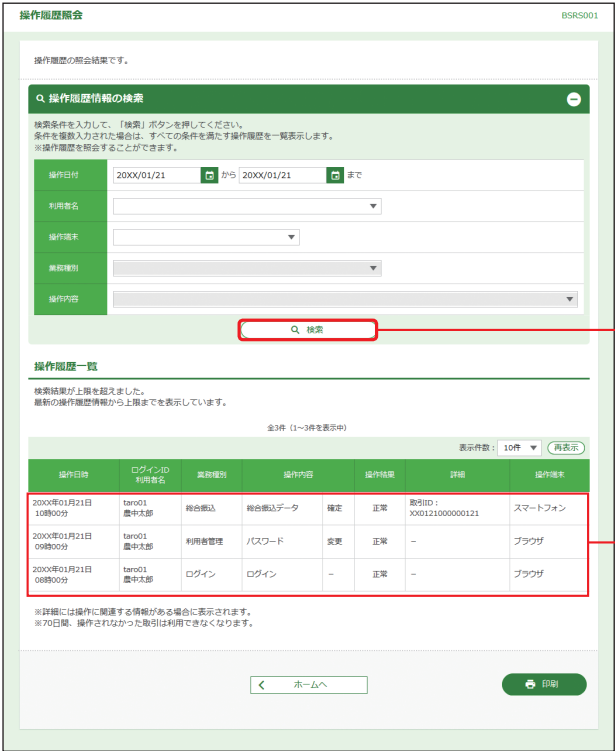 操作履歴照会
BSRS001
操作履歴の照会結果です。
操作履歴情報の検索
検索条件を入力して、「検索」ボタンを押してください。
条件を複数入力された場合は、すべての条件を満たす操作履歴を一覧表示します。
※操作履歴を照会することができます。
操作日付 20XX/01/21 から 20XX/01/21 まで
利用者名
操作端末
業務種別
操作内容
検索
操作履歴一覧
検索結果が上限を超えました。
最新の操作履歴情報から上限までを表示しています。
全3件（1～3件を表示中）
表示件数： 10件 再表示
操作日時 ログインID 利用者名 業務種別 操作内容 操作結果 詳細 操作端末
20XX年01月21日 10時00分 taro01 農中太郎 総合振込 総合振込データ 確定 正常 取引ID： XX0121000000121 スマートフォン
20XX年01月21日 09時00分 taro01 農中太郎 利用者管理 パスワード 変更 正常 － ブラウザ
20XX年01月21日 08時00分 taro01 農中太郎 ログイン ログイン － 正常 － ブラウザ
※詳細には操作に関連する情報がある場合に表示されます。
※70日間、操作されなかった取引は利用できなくなります。
ホームへ
印刷